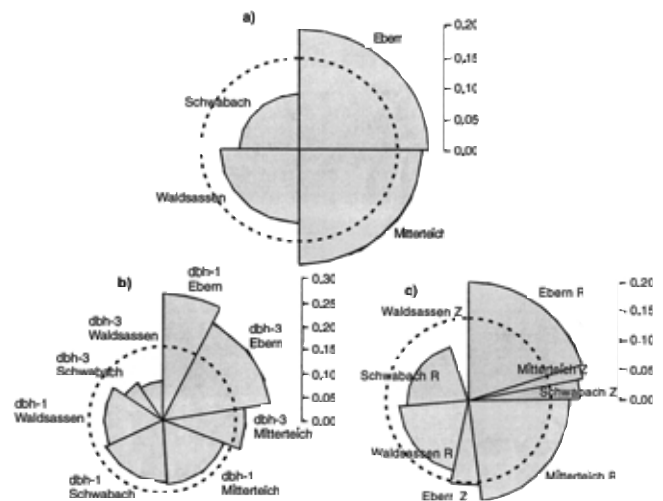 a)
Ebern
Schwabach
Waldsassen
Mitterteich
0,20
0,15
0,10
0,05
0,00
b)
dbh-1
Ebern
dbh-3
Ebern
dbh-3
Mitterteich
dbh-1
Mitterteich
dbh-1
Schwabach
dbh-1
Waldsassen
dbh-3
Schwabach
dbh-3
Waldsassen
0,30
0,25
0,20
0,15
0,10
0,05
0,00
c)
Waldsassen Z
Ebern R
Mitterteich Z
Schwabach Z
Schwabach R
Waldsassen R
Ebern Z
Mitterteich R
0,20
0,15
0,10
0,05
0,00